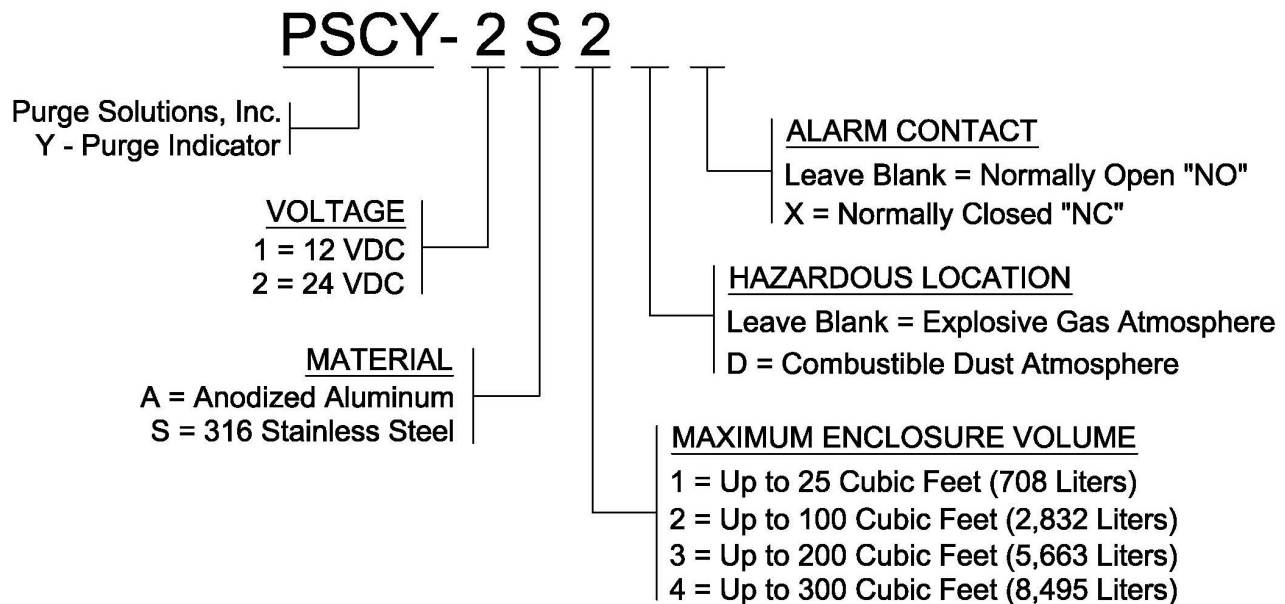 PSCY- 2 S 2
Purge Solutions, Inc.
Y - Purge Indicator
VOLTAGE
1 = 12 VDC
2 = 24 VDC
MATERIAL
A = Anodized Aluminum
S = 316 Stainless Steel
ALARM CONTACT
Leave Blank = Normally Open "NO"
X = Normally Closed "NC"
HAZARDOUS LOCATION
Leave Blank = Explosive Gas Atmosphere
D = Combustible Dust Atmosphere
MAXIMUM ENCLOSURE VOLUME
1 = Up to 25 Cubic Feet (708 Liters)
2 = Up to 100 Cubic Feet (2,832 Liters)
3 = Up to 200 Cubic Feet (5,663 Liters)
4 = Up to 300 Cubic Feet (8,495 Liters)